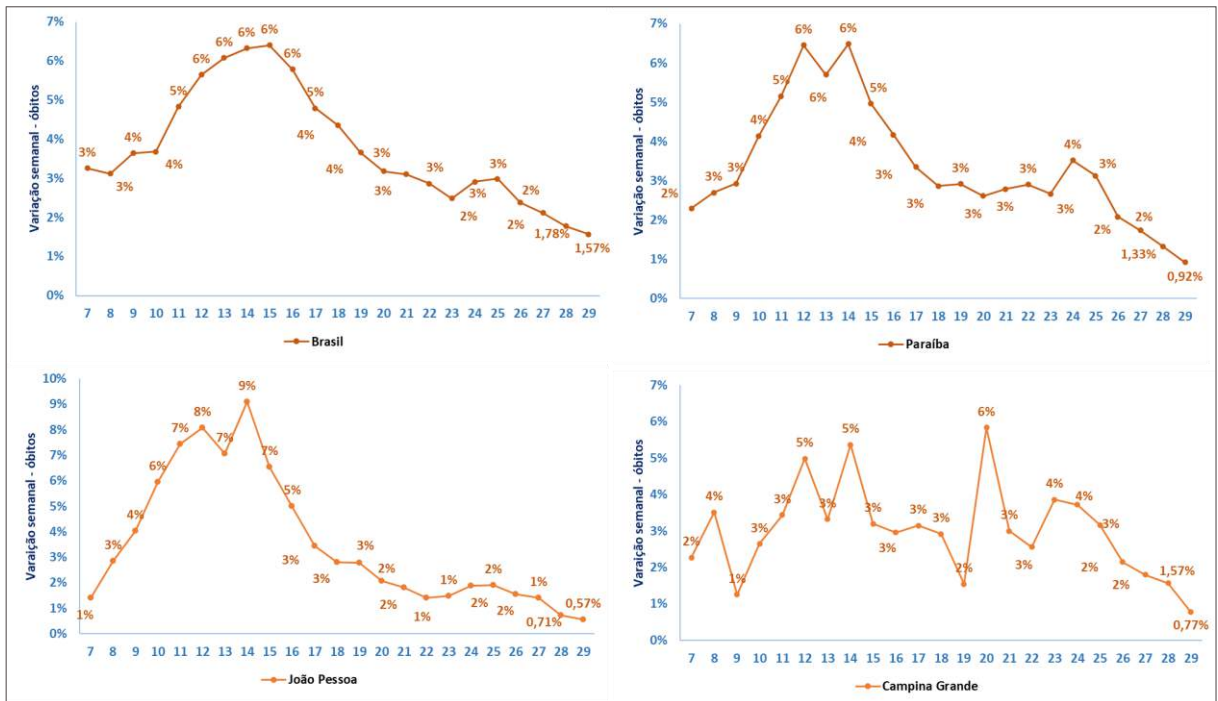 Variação semanal - óbitos
7%
6%
5%
4%
3%
2%
1%
0%
3% 3% 4% 4% 5% 6% 6% 6% 6% 6% 5% 4% 4% 3% 3% 3% 2% 3% 3% 2% 2% 1,78% 1,57%
7 8 9 10 11 12 13 14 15 16 17 18 19 20 21 22 23 24 25 26 27 28 29
Brasil
Variação semanal - óbitos
7%
6%
5%
4%
3%
2%
1%
0%
2% 3% 3% 4% 5% 6% 6% 6% 5% 4% 3% 3% 3% 3% 3% 3% 3% 4% 3% 2% 2% 1,33% 0,92%
7 8 9 10 11 12 13 14 15 16 17 18 19 20 21 22 23 24 25 26 27 28 29
Paraíba
Varaição semanal - óbitos
10%
9%
8%
7%
6%
5%
4%
3%
2%
1%
0%
1% 3% 4% 6% 7% 8% 7% 9% 7% 5% 3% 3% 3% 2% 2% 1% 1% 2% 2% 2% 1% 0,71% 0,57%
7 8 9 10 11 12 13 14 15 16 17 18 19 20 21 22 23 24 25 26 27 28 29
João Pessoa
Varaição semanal - óbitos
7%
6%
5%
4%
3%
2%
1%
0%
2% 4% 1% 3% 3% 5% 3% 5% 3% 3% 3% 3% 2% 6% 3% 3% 4% 4% 3% 2% 2% 1,57% 0,77%
7 8 9 10 11 12 13 14 15 16 17 18 19 20 21 22 23 24 25 26 27 28 29
Campina Grande